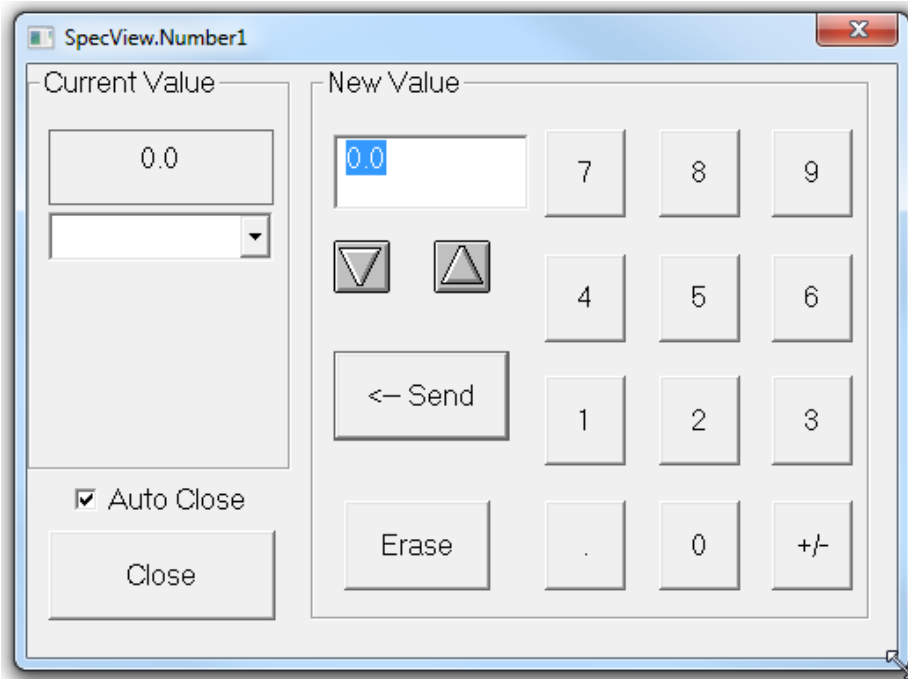 SpecView.Number1
Current Value
New Value
0.0
0.0
7 8 9
4 5 6
<– Send
1 2 3
Auto Close
Erase
. 0 +/-
Close